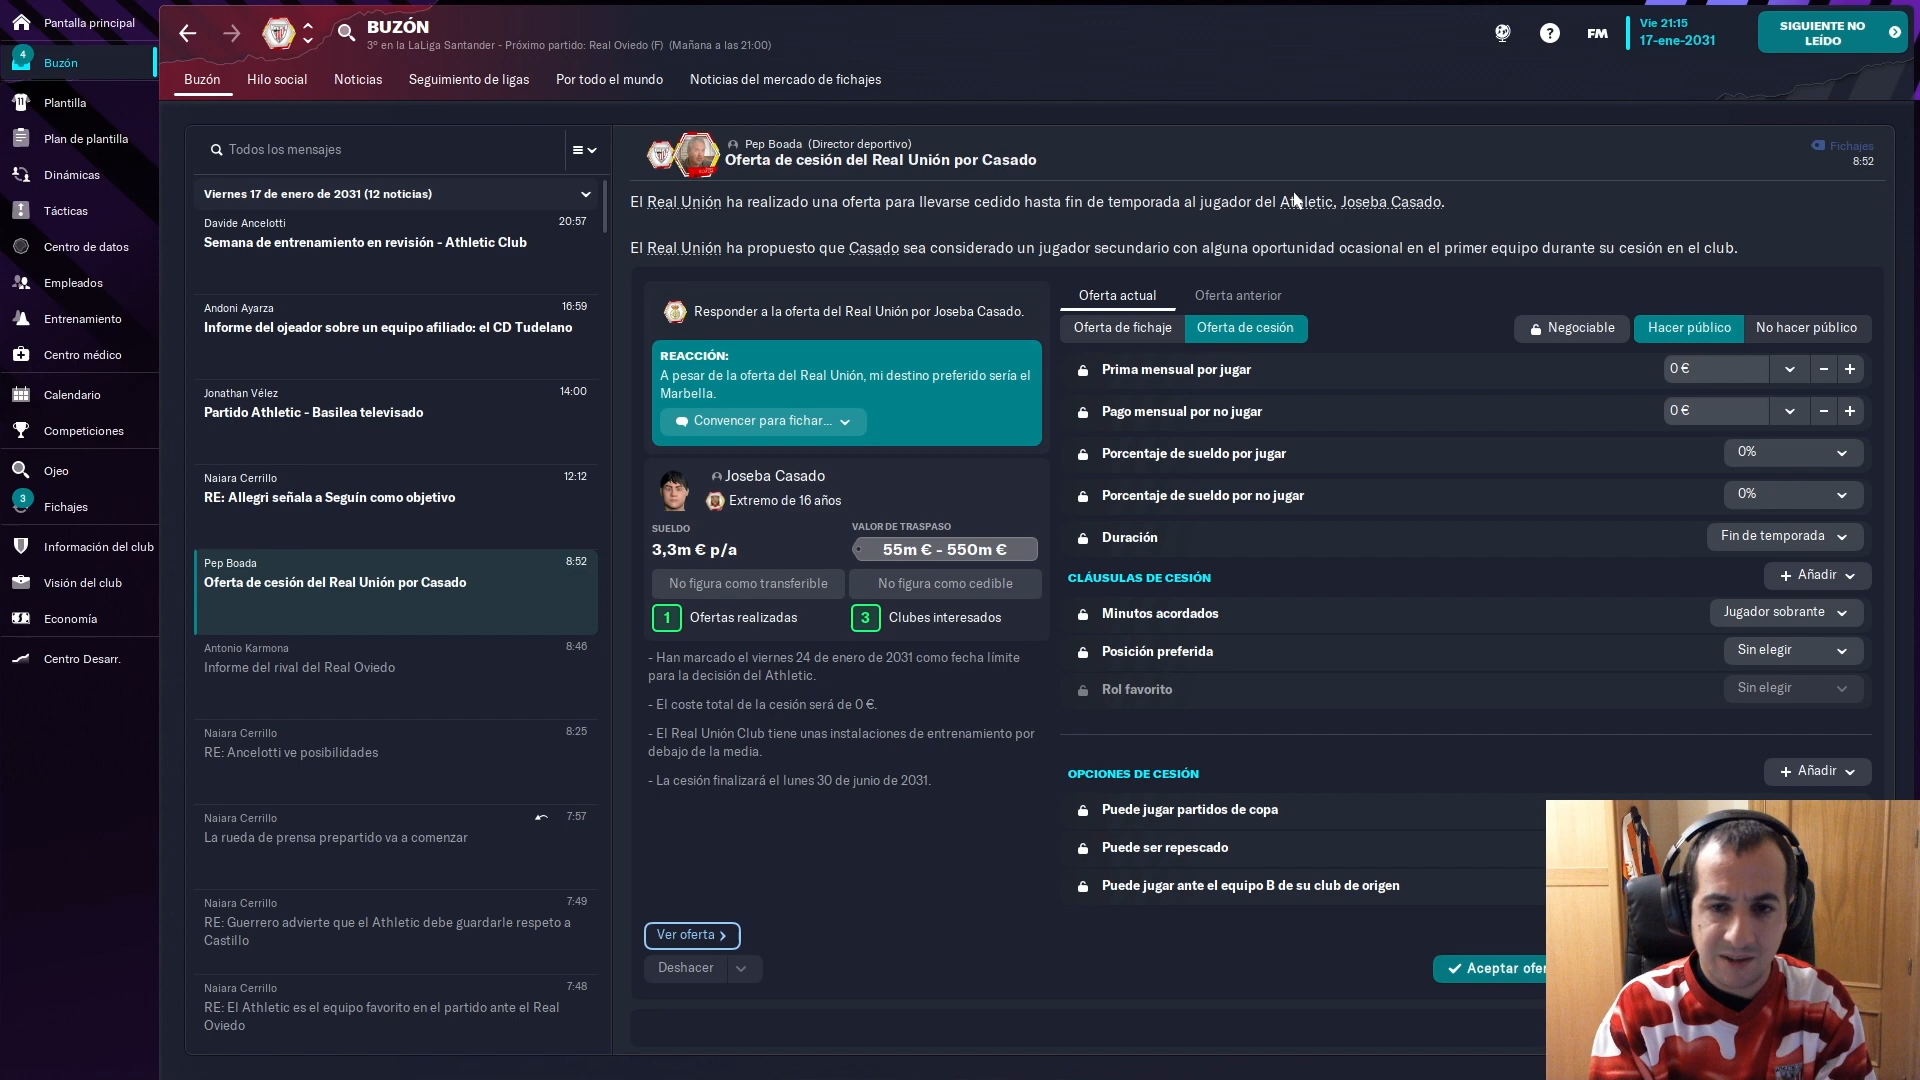 Pantalla principal
4
Buzón
Plantilla
Plan de plantilla
Dinámicas
Tácticas
Centro de datos
Empleados
Entrenamiento
Centro médico
Calendario
Competiciones
Ojeo
3
Fichajes
Información del club
Visión del club
Economía
Centro Desarr.
BUZÓN
3º en la LaLiga Santander - Próximo partido: Real Oviedo (F) (Mañana a las 21:00)
FM
Vie 21:15
17-ene-2031
SIGUIENTE NO LEÍDO
Buzón
Hilo social
Noticias
Seguimiento de ligas
Por todo el mundo
Noticias del mercado de fichajes
Todos los mensajes
Viernes 17 de enero de 2031 (12 noticias)
Davide Ancelotti 20:57
Semana de entrenamiento en revisión - Athletic Club
Andoni Ayarza 16:59
Informe del ojeador sobre un equipo afiliado: el CD Tudelano
Jonathan Vélez 14:00
Partido Athletic - Basilea televisado
Naiara Cerrillo 12:12
RE: Allegri señala a Seguín como objetivo
Pep Boada 8:52
Oferta de cesión del Real Unión por Casado
Antonio Karmona 8:46
Informe del rival del Real Oviedo
Naiara Cerrillo 8:25
RE: Ancelotti ve posibilidades
Naiara Cerrillo 7:57
La rueda de prensa prepartido va a comenzar
Naiara Cerrillo 7:49
RE: Guerrero advierte que el Athletic debe guardarle respeto a
Castillo
Naiara Cerrillo 7:48
RE: El Athletic es el equipo favorito en el partido ante el Real
Oviedo
Pep Boada (Director deportivo)
Oferta de cesión del Real Unión por Casado
Fichajes
8:52
El Real Unión ha realizado una oferta para llevarse cedido hasta fin de temporada al jugador del Athletic, Joseba Casado.
El Real Unión ha propuesto que Casado sea considerado un jugador secundario con alguna oportunidad ocasional en el primer equipo durante su cesión en el club.
Responder a la oferta del Real Unión por Joseba Casado.
REACCIÓN:
A pesar de la oferta del Real Unión, mi destino preferido sería el
Marbella.
Convencer para fichar...
Joseba Casado
Extremo de 16 años
SUELDO
3,3m € p/a
VALOR DE TRASPASO
55m € - 550m €
No figura como transferible
No figura como cedible
1 Ofertas realizadas
3 Clubes interesados
- Han marcado el viernes 24 de enero de 2031 como fecha límite
para la decisión del Athletic.
- El coste total de la cesión será de 0 €.
- El Real Unión Club tiene unas instalaciones de entrenamiento por
debajo de la media.
- La cesión finalizará el lunes 30 de junio de 2031.
Ver oferta
Deshacer
Oferta actual
Oferta anterior
Oferta de fichaje
Oferta de cesión
Negociable
Hacer público
No hacer público
Prima mensual por jugar 0 €
Pago mensual por no jugar 0 €
Porcentaje de sueldo por jugar 0%
Porcentaje de sueldo por no jugar 0%
Duración Fin de temporada
CLÁUSULAS DE CESIÓN
Añadir
Minutos acordados Jugador sobrante
Posición preferida Sin elegir
Rol favorito Sin elegir
OPCIONES DE CESIÓN
Añadir
Puede jugar partidos de copa
Puede ser repescado
Puede jugar ante el equipo B de su club de origen
Aceptar ofer